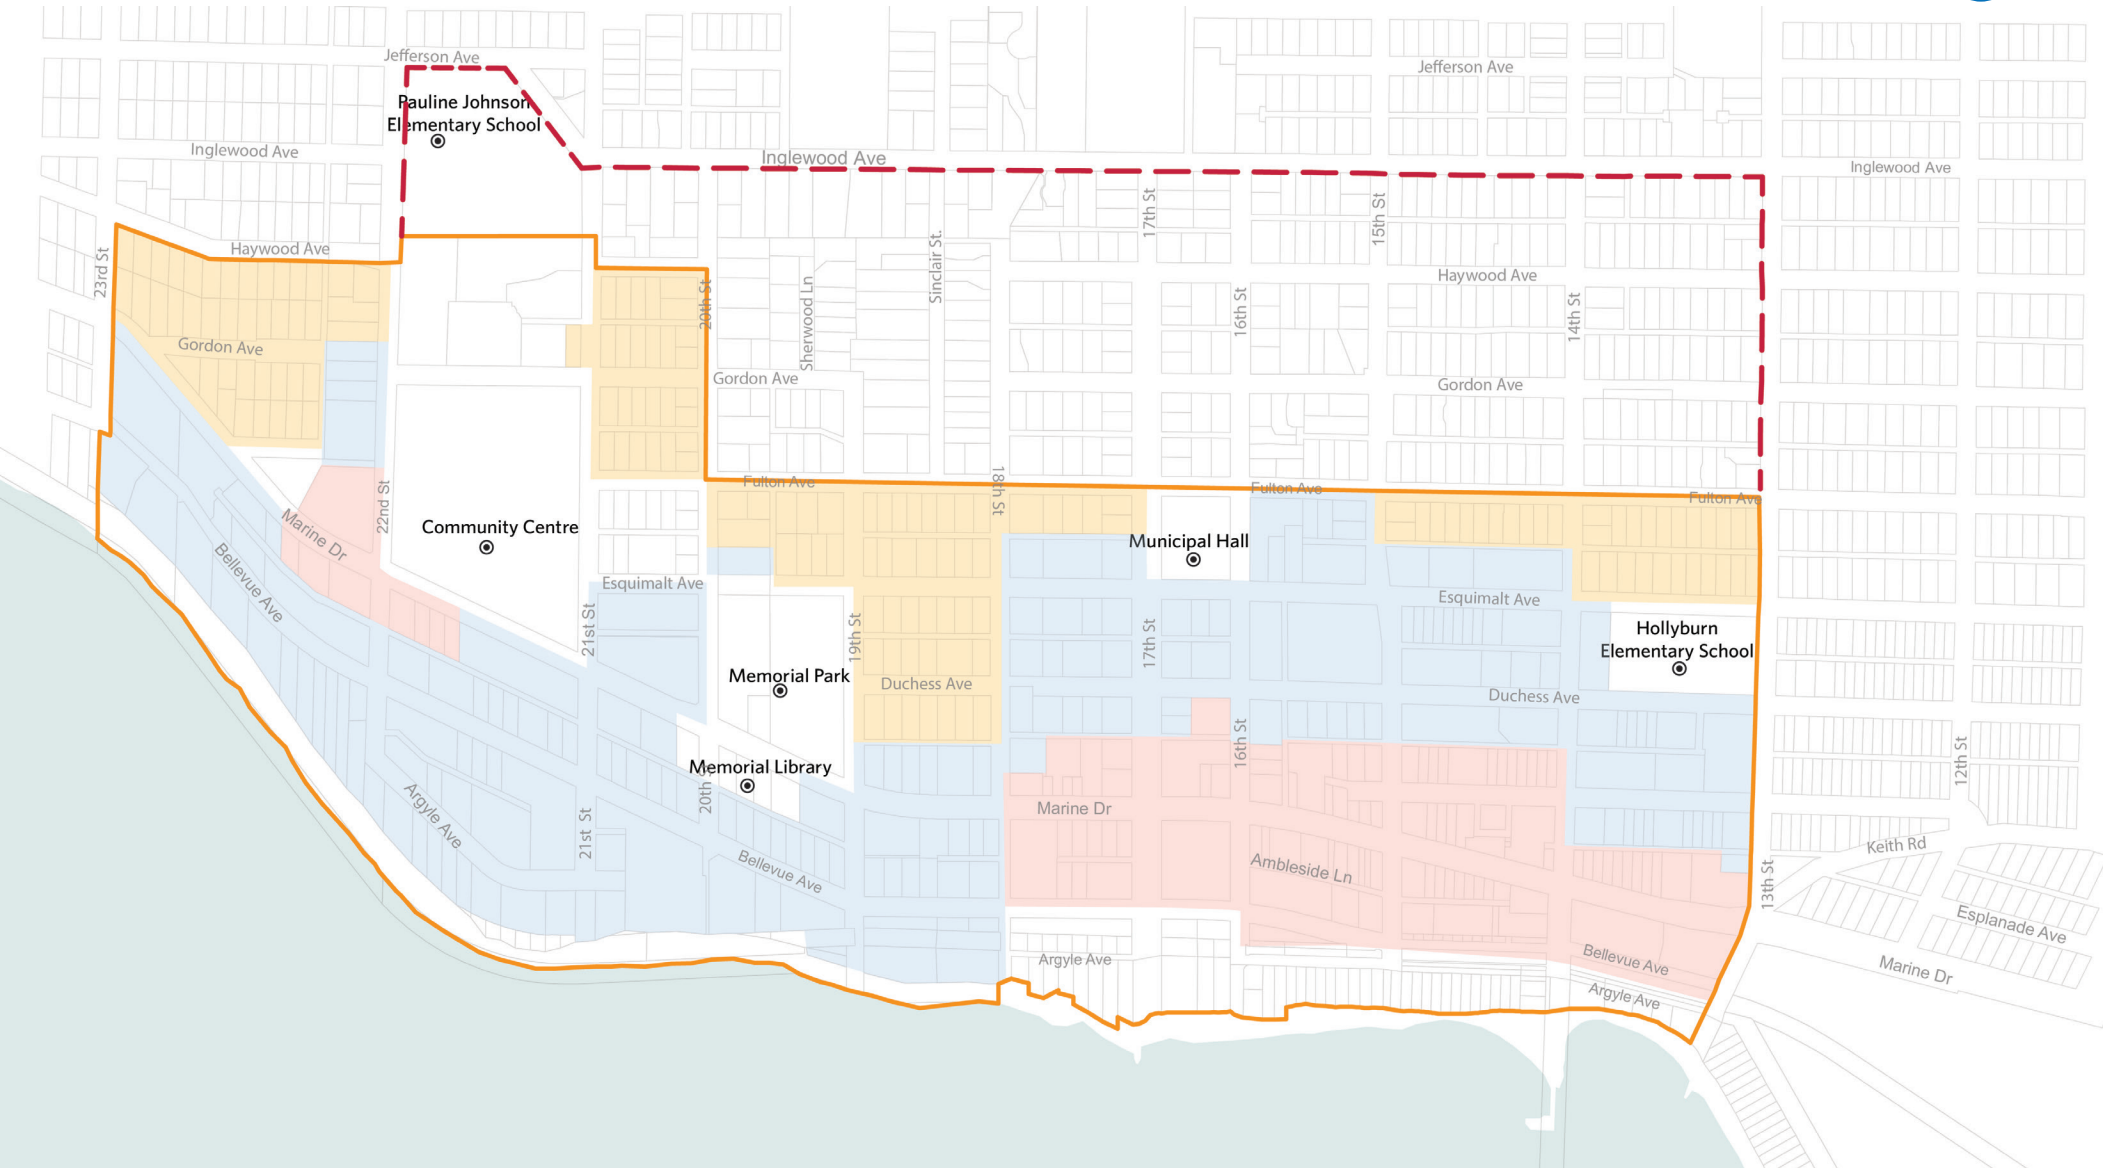 Jefferson Ave
Jefferson Ave
Pauline Johnson
Elementary School
Inglewood Ave
Inglewood Ave
Inglewood Ave
17th St
15th St
Haywood Ave
23rd St
Sinclair St.
Haywood Ave
20th St
Sherwood Ln
16th St
14th St
Gordon Ave
Gordon Ave
Gordon Ave
Fulton Ave
18th St
Fulton Ave
Fulton Ave
22nd St
Marine Dr
Community Centre
Municipal Hall
Bellevue Ave
Esquimalt Ave
Esquimalt Ave
21st St
19th St
17th St
Hollyburn
Elementary School
Memorial Park
Duchess Ave
Duchess Ave
16th St
Memorial Library
20th St
12th St
Argyle Ave
21st St
Marine Dr
Bellevue Ave
Ambleside Ln
Keith Rd
13th St
Esplanade Ave
Argyle Ave
Bellevue Ave
Marine Dr
Argyle Ave